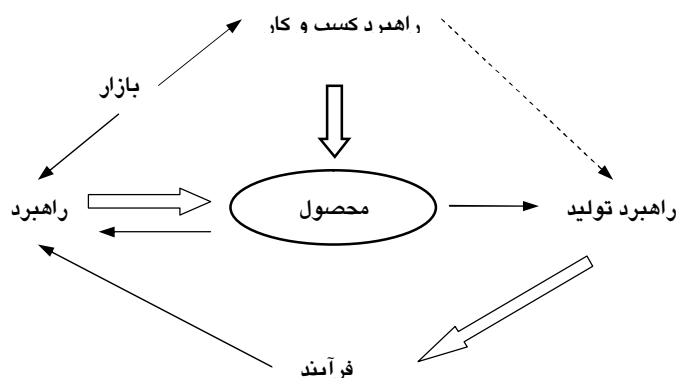 راهبرد کسب و کار
بازار
راهبرد تولید
محصول
راهبرد
فرآیند